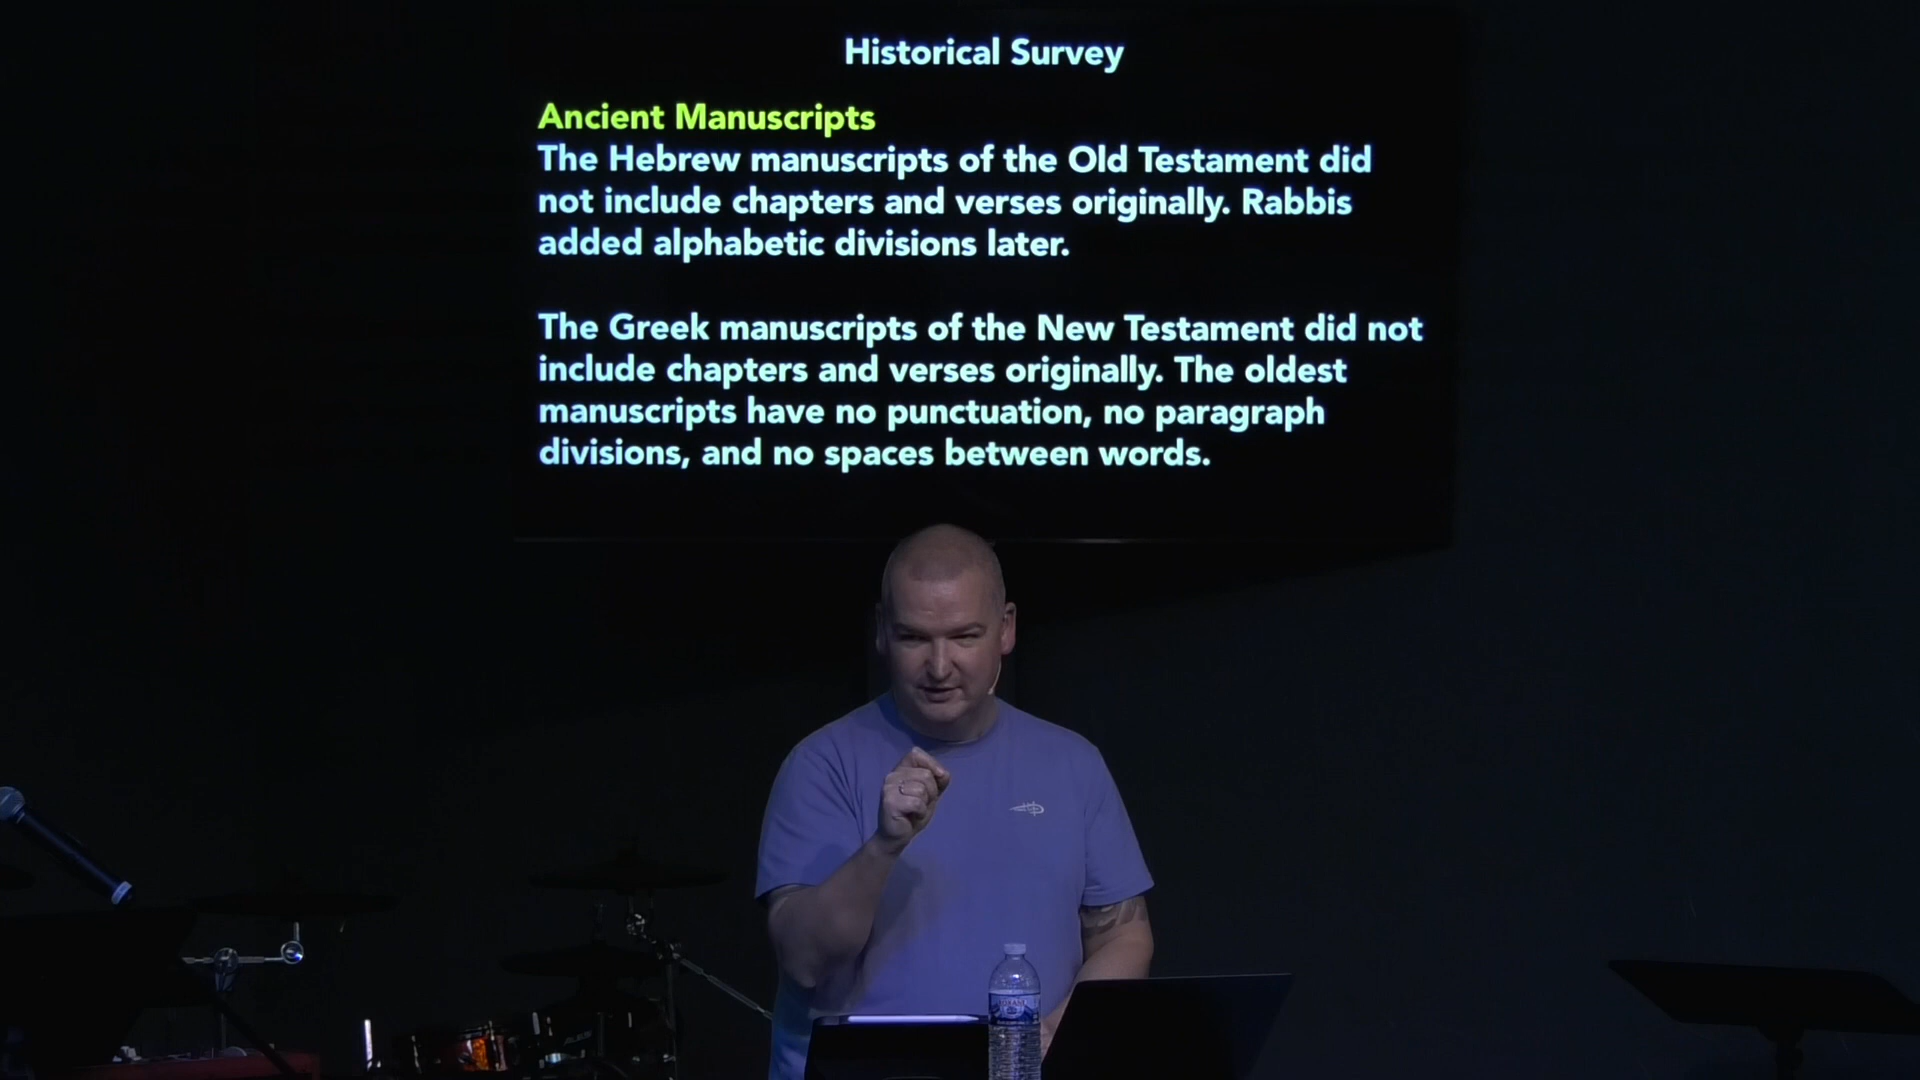 Historical Survey
Ancient Manuscripts
The Hebrew manuscripts of the Old Testament did
not include chapters and verses originally. Rabbis
added alphabetic divisions later.
The Greek manuscripts of the New Testament did not
include chapters and verses originally. The oldest
manuscripts have no punctuation, no paragraph
divisions, and no spaces between words.